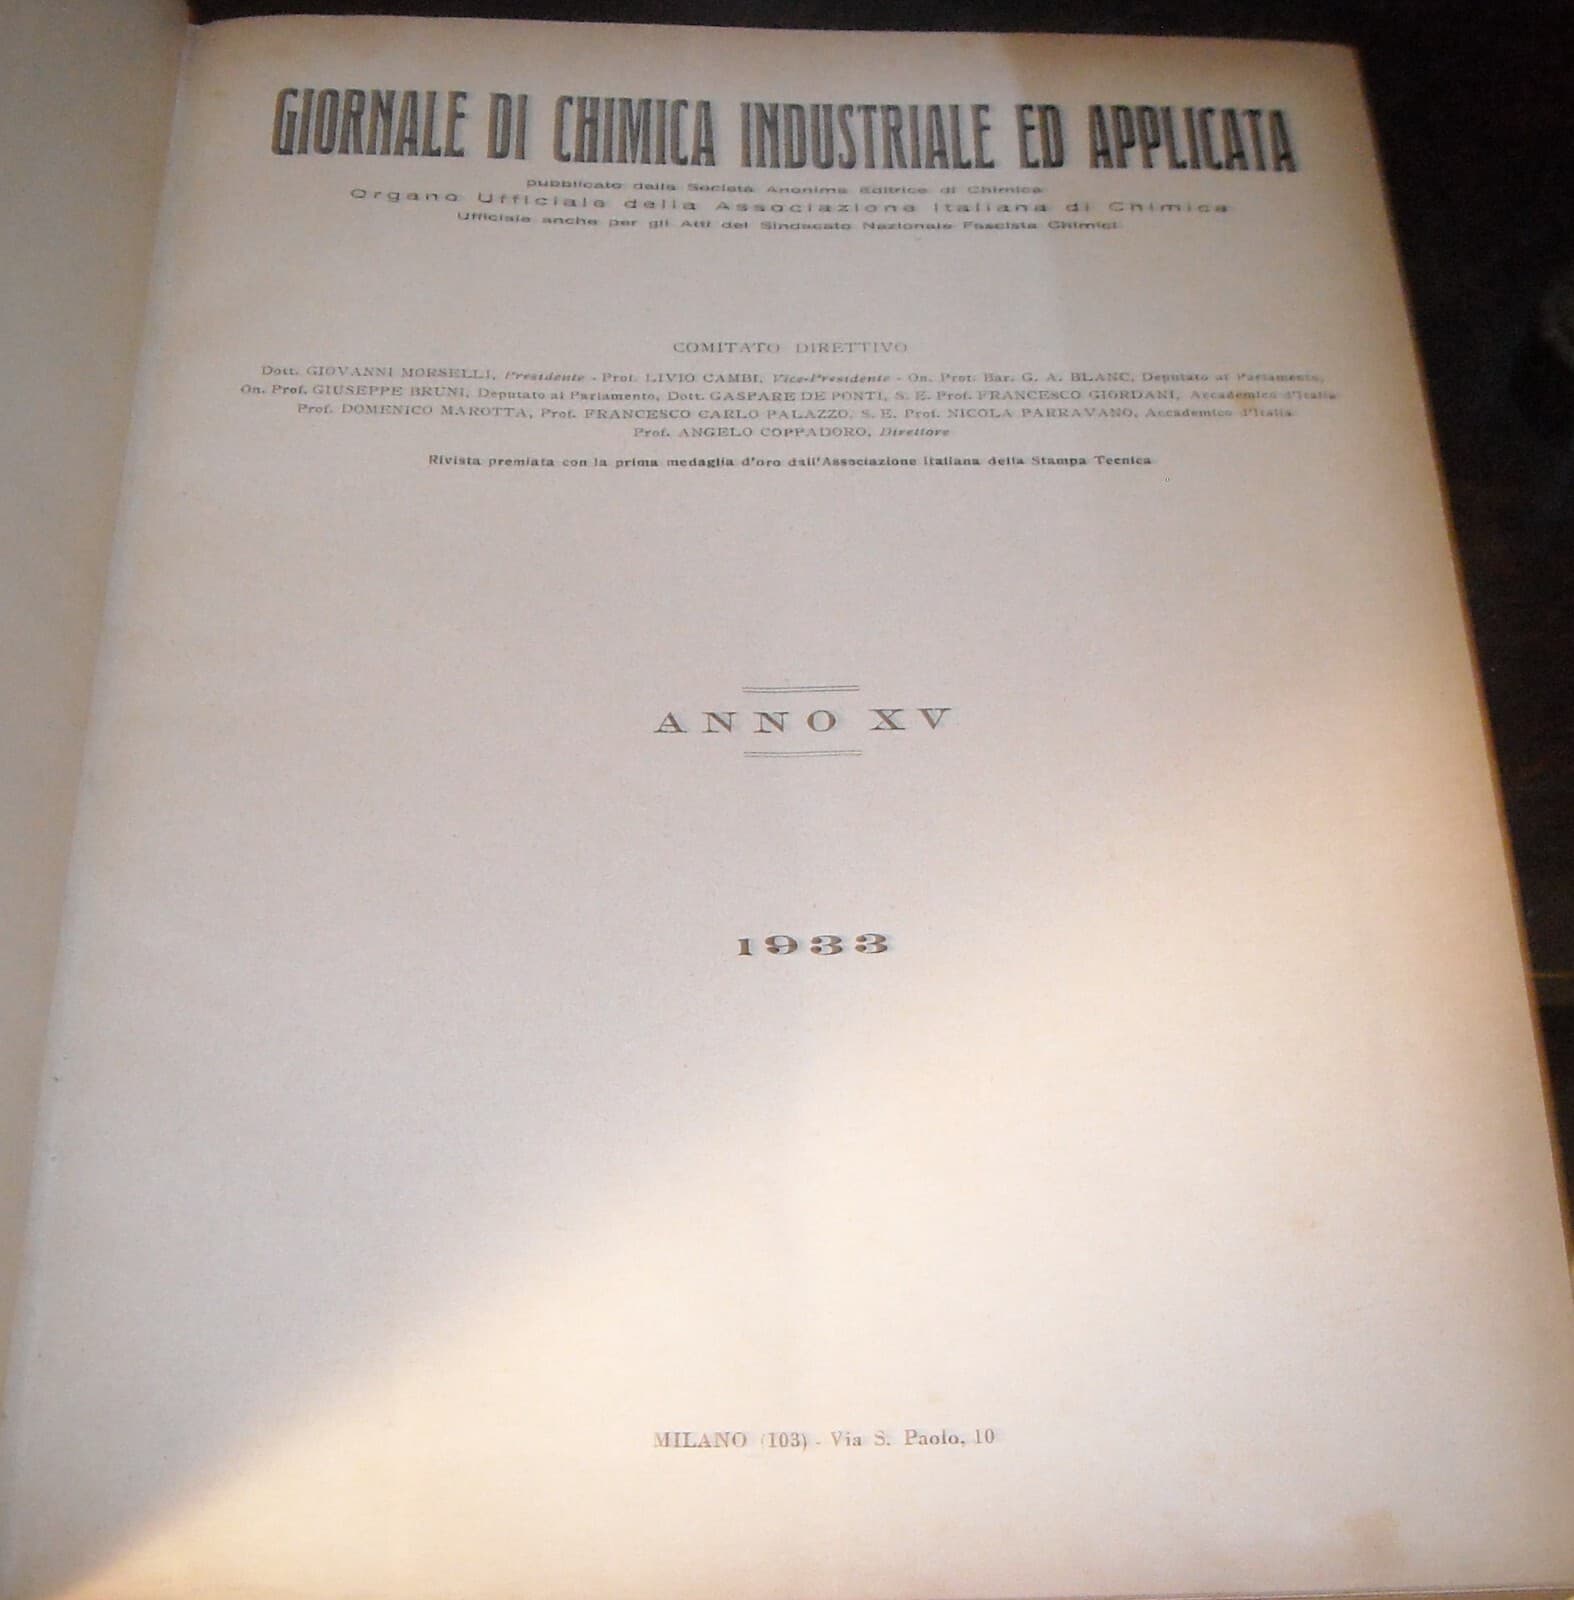 GIORNALE DI CHIMICA INDUSTRIALE ED APPLICATA
pubblicato dalla Società Anonima Editrice di Chimica
Organo Ufficiale della Associazione Italiana di Chimica
Ufficiale anche per gli Atti del Sindacato Nazionale Fascista Chimici
COMITATO DIRETTIVO
Dott. GIOVANNI MORSELLI, Presidente - Prof. LIVIO CAMBI, Vice-Presidente - On. Prof. Bar. G. A. BLANC, Deputato al Parlamento,
On. Prof. GIUSEPPE BRUNI, Deputato al Parlamento, Dott. GASPARE DE PONTI, S. E. Prof. FRANCESCO GIORDANI, Accademico d'Italia
Prof. DOMENICO MAROTTA, Prof. FRANCESCO CARLO PALAZZO, S. E. Prof. NICOLA PARRAVANO, Accademico d'Italia
Prof. ANGELO COPPADORO, Direttore
Rivista premiata con la prima medaglia d'oro dall'Associazione Italiana della Stampa Tecnica
ANNO XV
1933
MILANO (103) - Via S. Paolo, 10